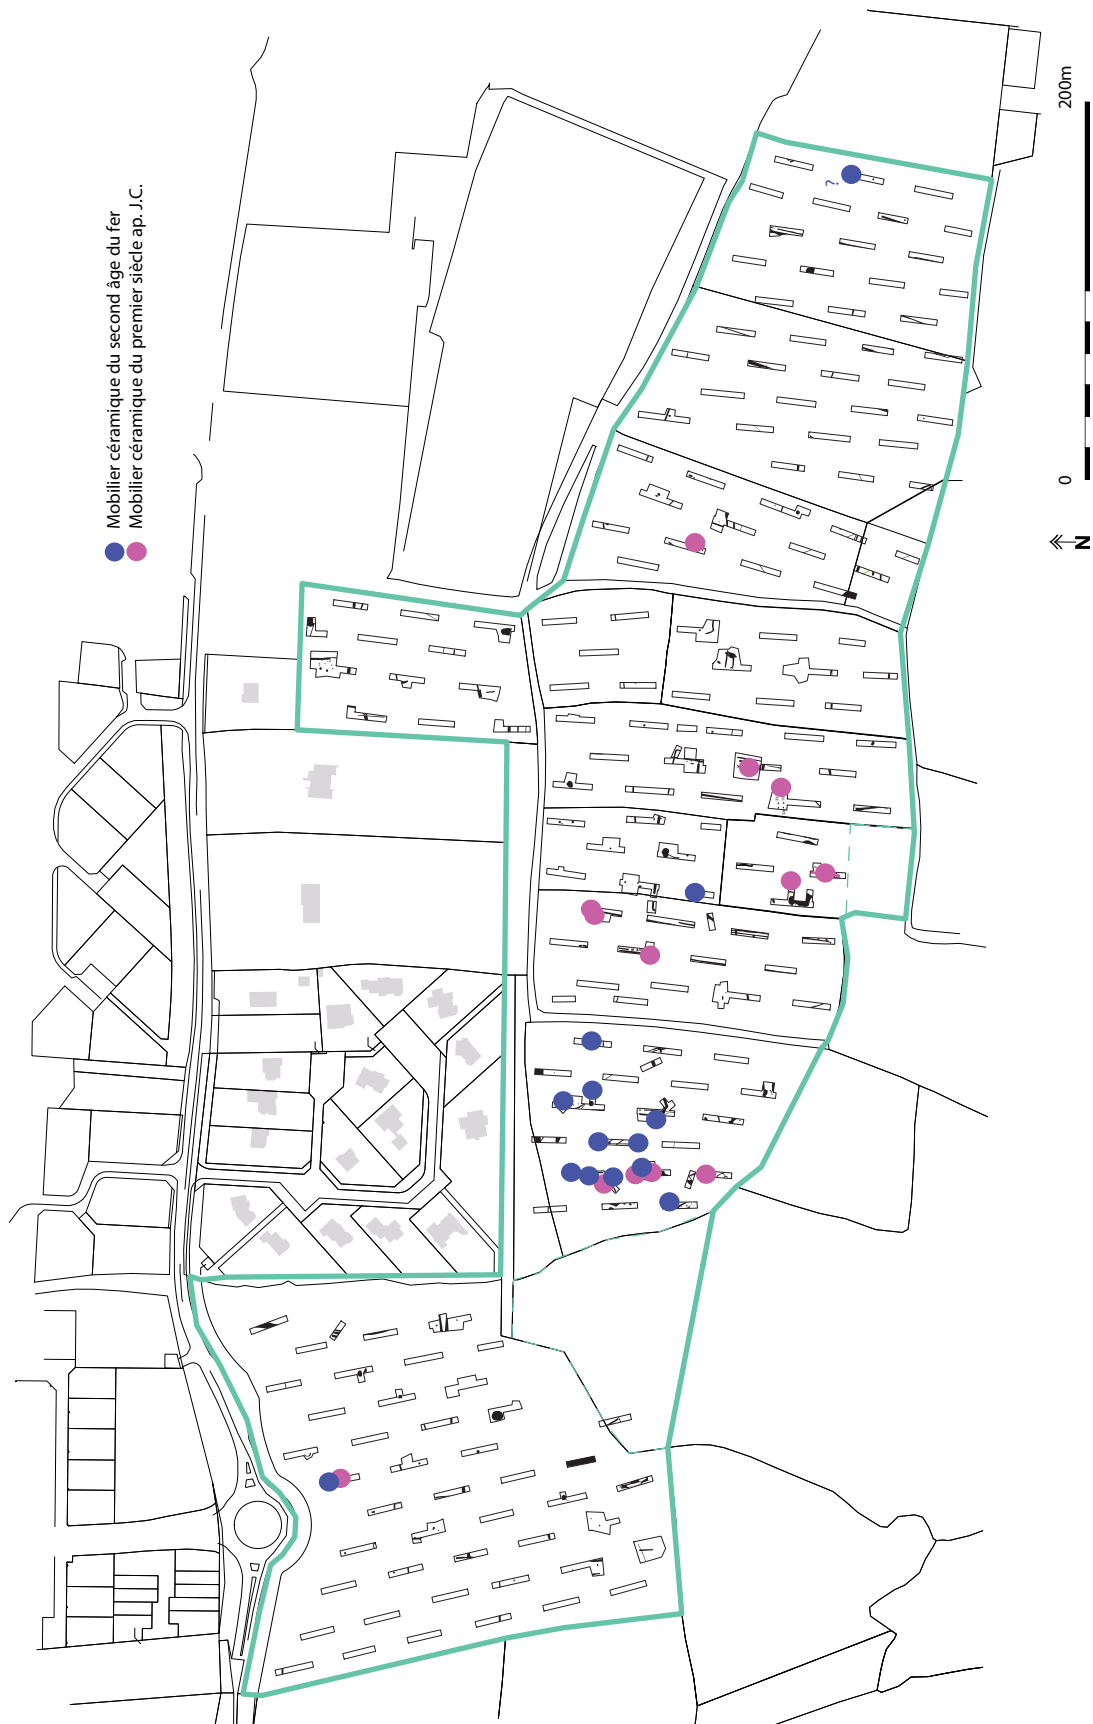 Mobilier céramique du second âge du fer
Mobilier céramique du premier siècle ap. J.C.
?
0
200m
N